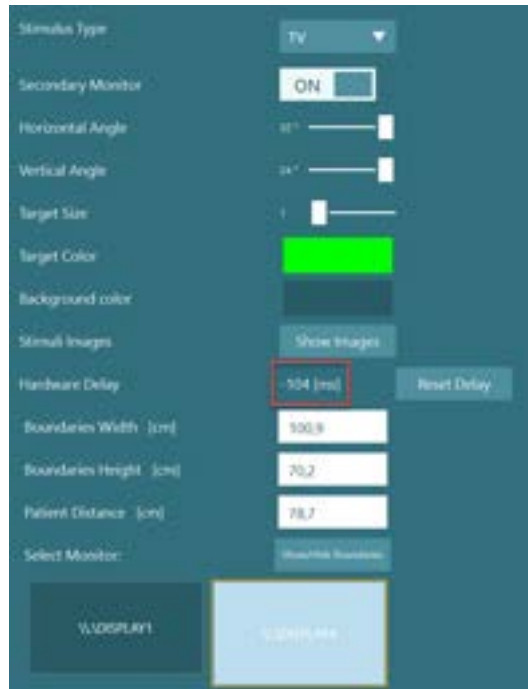 Stimulus Type
TV
Secondary Monitor
ON
Horizontal Angle
Vertical Angle
Target Size
1
Target Color
Background color
Stimuli Images
Show Images
Hardware Delay
-104 [ms]
Reset Delay
Boundaries Width [cm]
100,9
Boundaries Height [cm]
70,2
Patient Distance [cm]
78,7
Select Monitor:
Show/Hide Boundaries
\\.\DISPLAY1